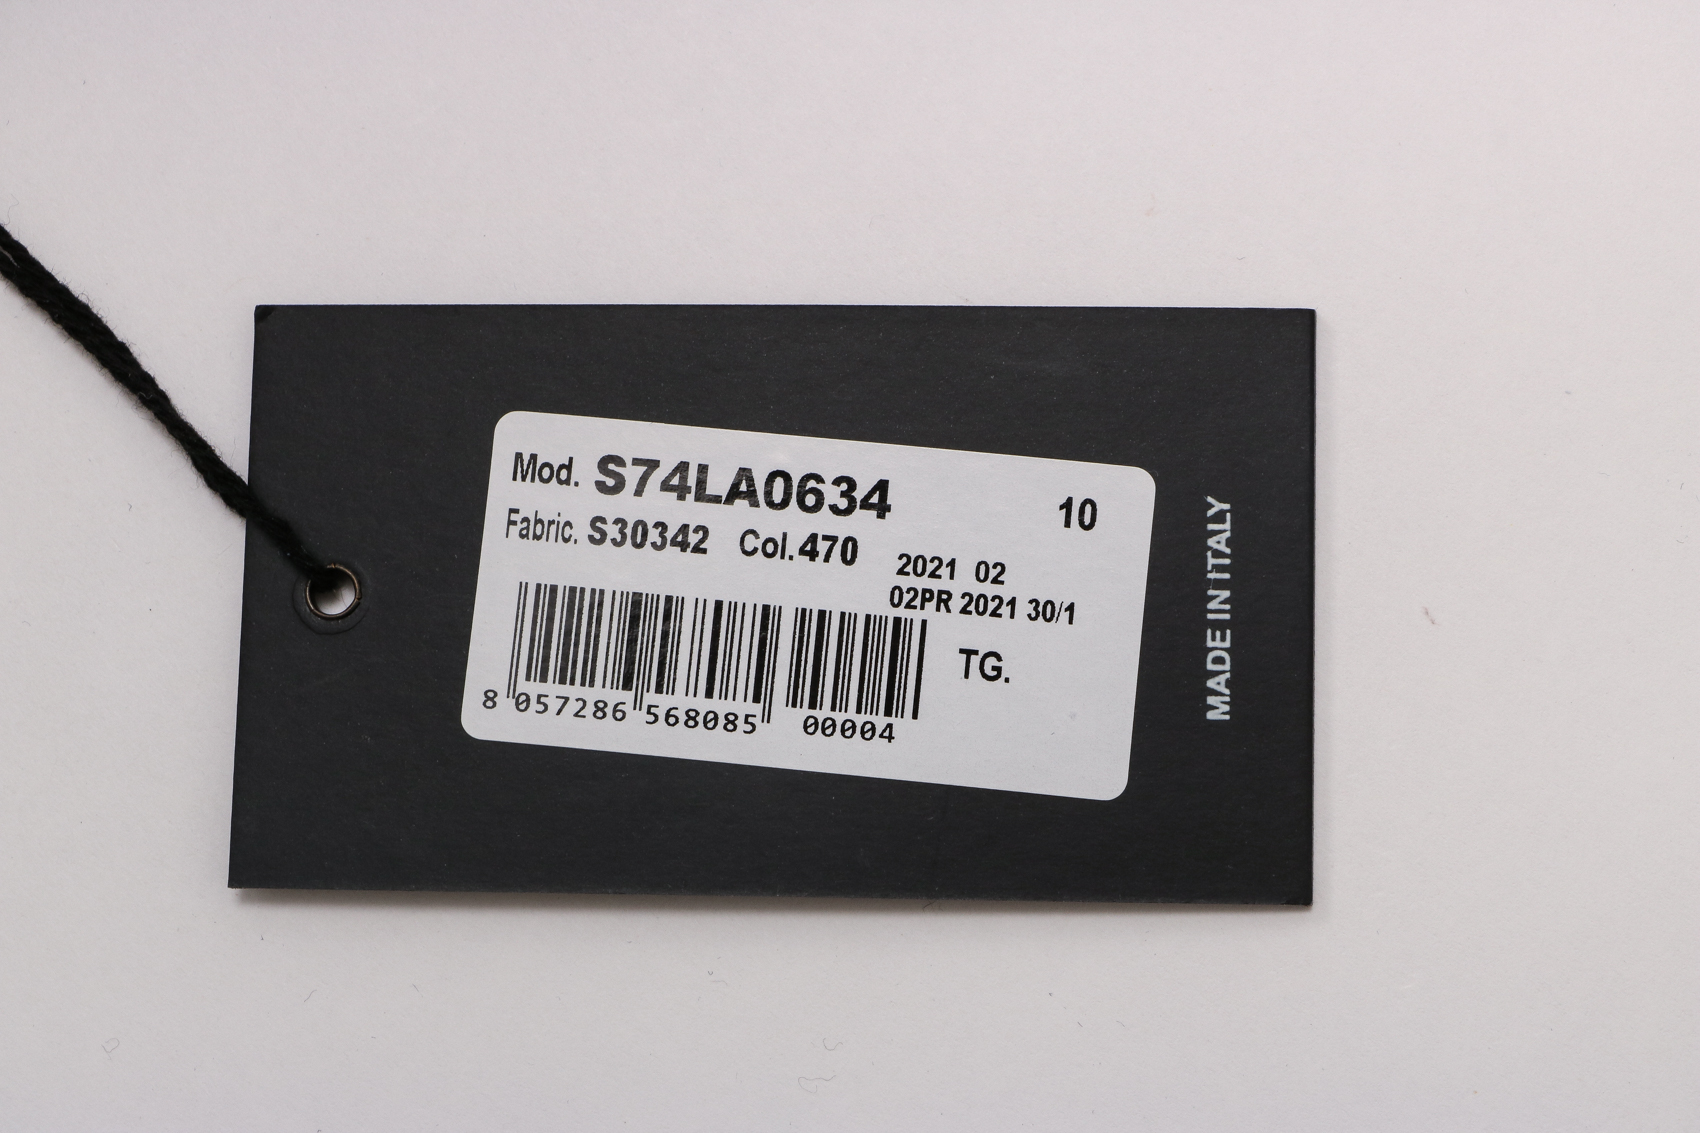 Mod. S74LA0634 10
Fabric. S30342 Col.470
2021 02
02PR 2021 30/1
TG.
8 057286 568085 00004
MADE IN ITALY